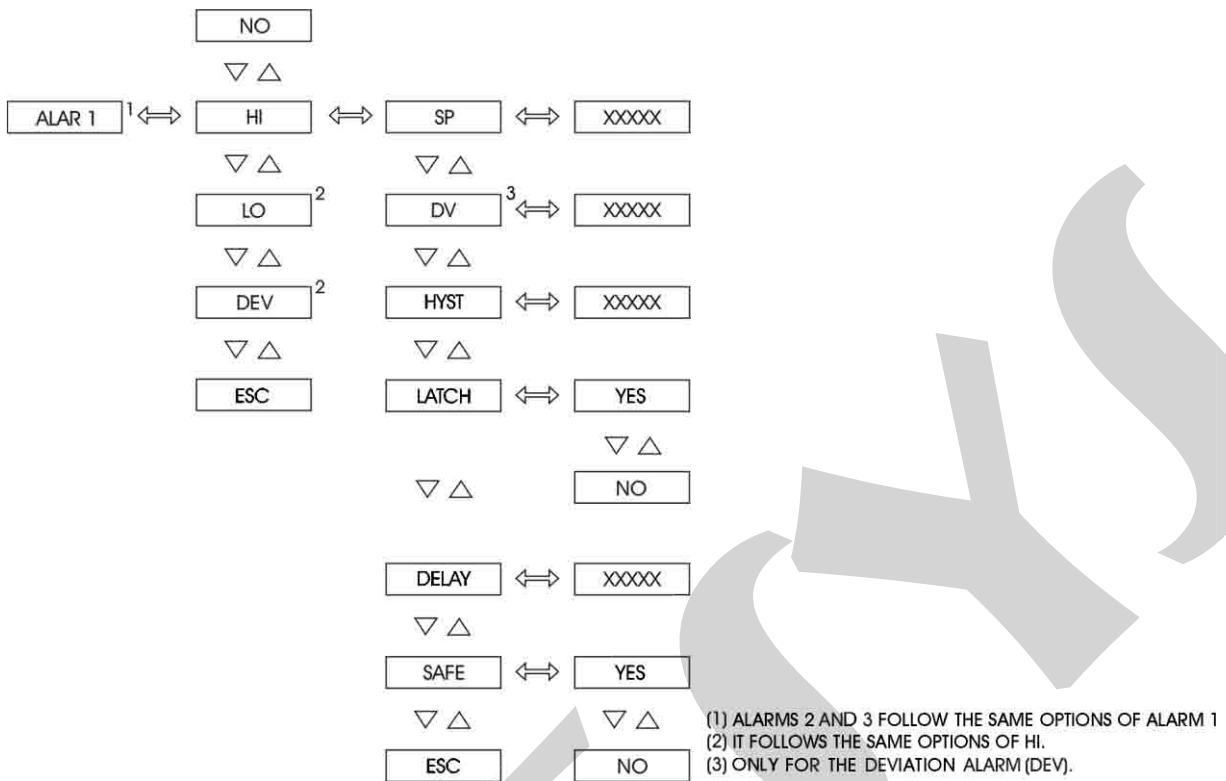 NO
ALAR 1 1 HI SP XXXXX
LO 2 DV 3 XXXXX
DEV 2 HYST XXXXX
ESC LATCH YES
NO
DELAY XXXXX
SAFE YES
(1) ALARMS 2 AND 3 FOLLOW THE SAME OPTIONS OF ALARM 1
(2) IT FOLLOWS THE SAME OPTIONS OF HI.
ESC NO (3) ONLY FOR THE DEVIATION ALARM (DEV).